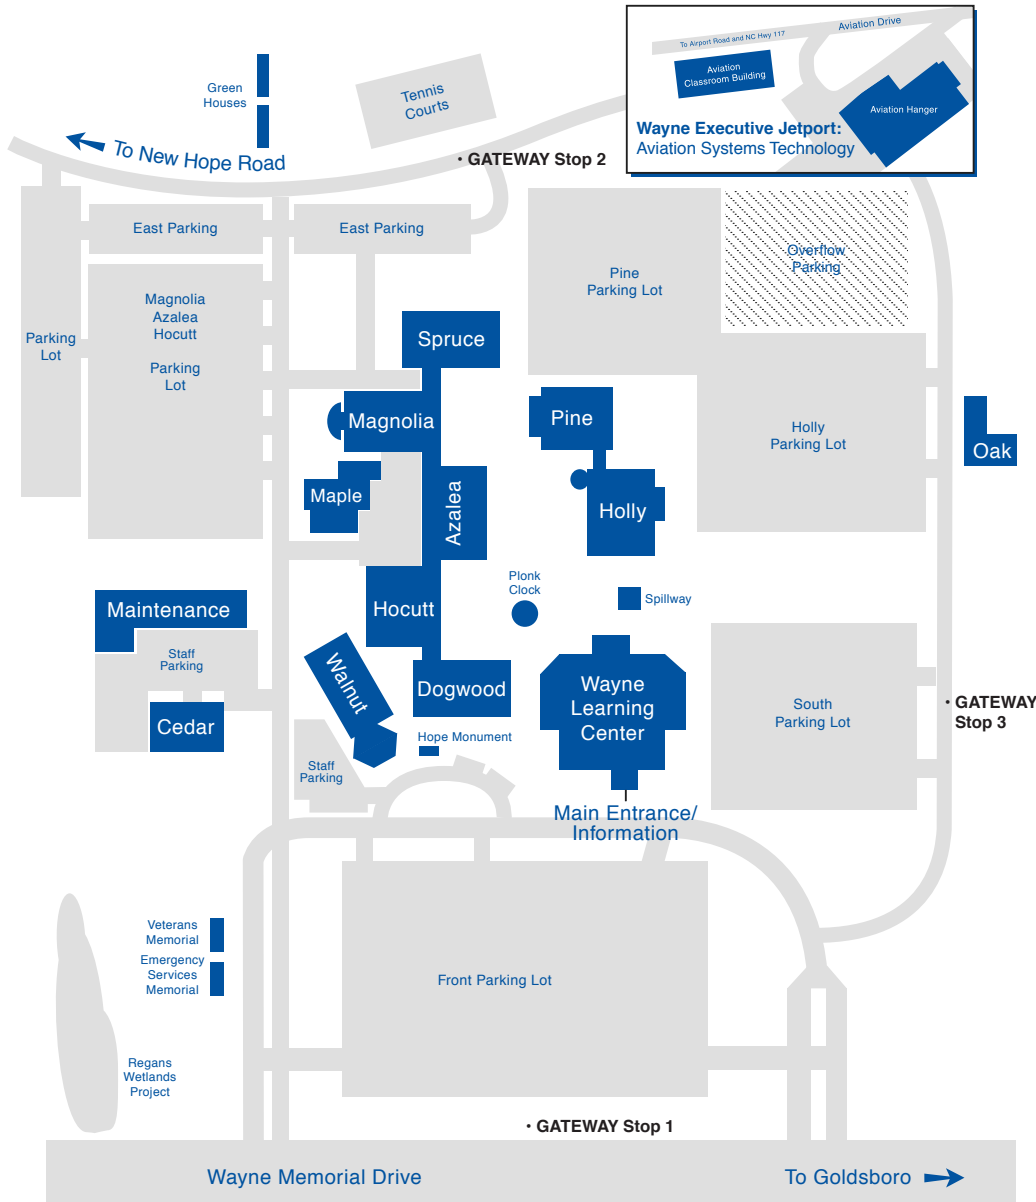 To Airport Road and NC Hwy 117
Aviation Drive
Aviation
Classroom Building
Aviation Hanger
Wayne Executive Jetport:
Aviation Systems Technology
Green
Houses
Tennis
Courts
To New Hope Road
• GATEWAY Stop 2
East Parking
East Parking
Pine
Parking Lot
Overflow
Parking
Magnolia
Azalea
Hocutt
Parking
Lot
Parking
Lot
Spruce
Magnolia
Pine
Holly
Parking Lot
Oak
Maple
Azalea
Holly
Plonk
Clock
Spillway
Maintenance
Hocutt
Staff
Parking
Walnut
Dogwood
Wayne
Learning
Center
South
Parking Lot
• GATEWAY
Stop 3
Cedar
Hope Monument
Staff
Parking
Main Entrance/
Information
Veterans
Memorial
Emergency
Services
Memorial
Front Parking Lot
Regans
Wetlands
Project
• GATEWAY Stop 1
Wayne Memorial Drive
To Goldsboro